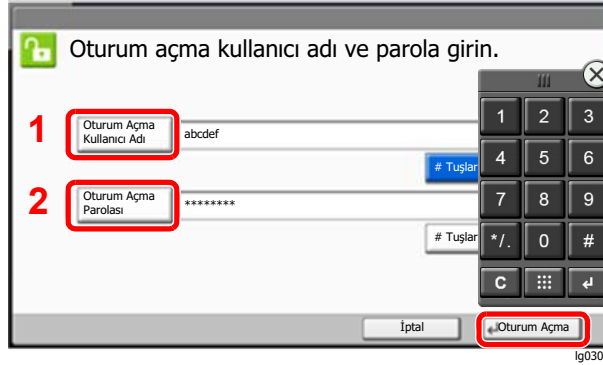 Oturum açma kullanıcı adı ve parola girin.
1
Oturum Açma
Kullanıcı Adı
abcdef
# Tuşlar
2
Oturum Açma
Parolası
********
# Tuşlar
1 2 3
4 5 6
7 8 9
*/. 0 #
C
İptal
Oturum Açma
lg030